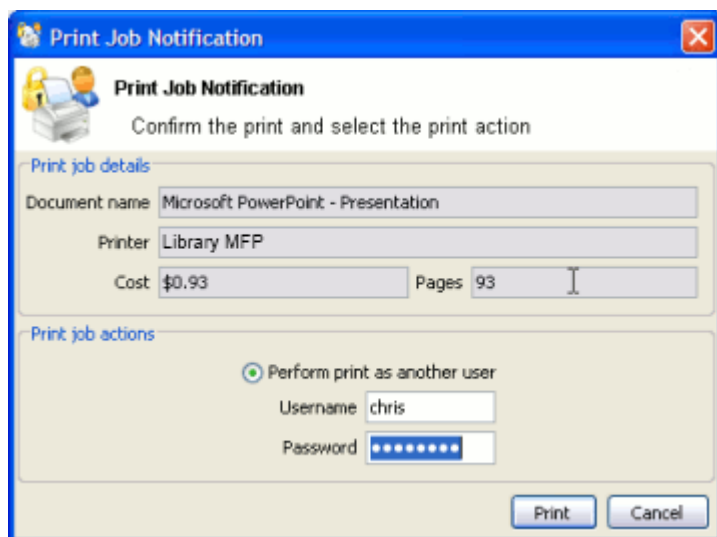 Print Job Notification
Print Job Notification
Confirm the print and select the print action
Print job details
Document name Microsoft PowerPoint - Presentation
Printer Library MFP
Cost $0.93 Pages 93
Print job actions
Perform print as another user
Username chris
Password ••••••••
Print Cancel